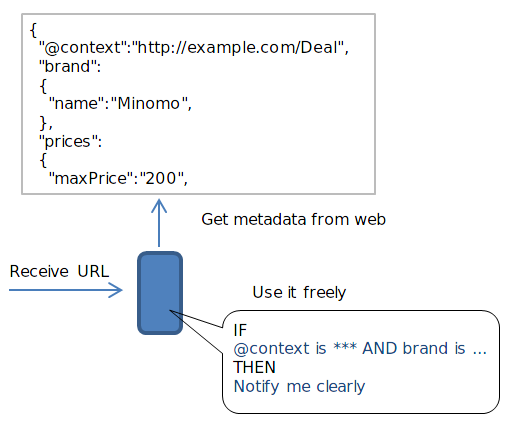 {
"@context":"http://example.com/Deal",
"brand":
{
"name":"Minomo",
},
"prices":
{
"maxPrice":"200",
Get metadata from web
Receive URL
Use it freely
IF
@context is *** AND brand is ...
THEN
Notify me clearly